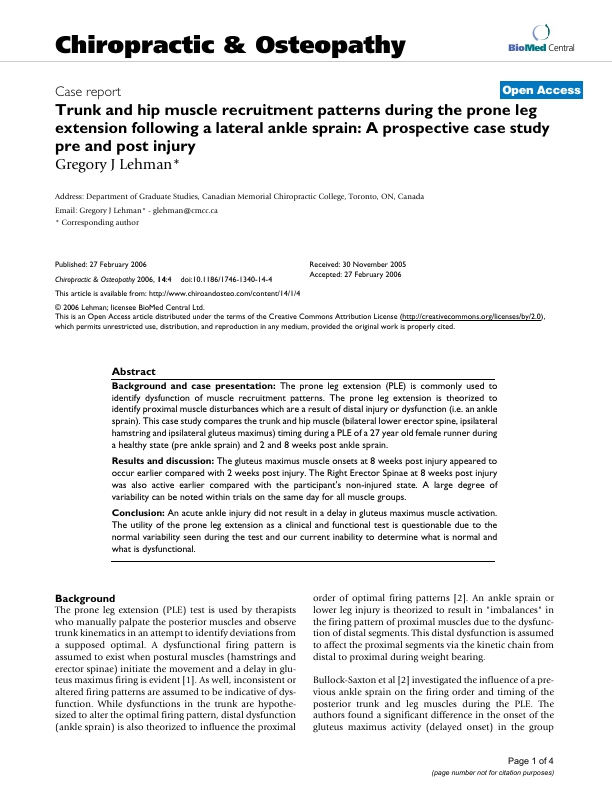 Chiropractic & Osteopathy
BioMed Central
Open Access
Case report
Trunk and hip muscle recruitment patterns during the prone leg
extension following a lateral ankle sprain: A prospective case study
pre and post injury
Gregory J Lehman*
Address: Department of Graduate Studies, Canadian Memorial Chiropractic College, Toronto, ON, Canada
Email: Gregory J Lehman* - glehman@cmcc.ca
* Corresponding author
Published: 27 February 2006
Chiropractic & Osteopathy 2006, 14:4 doi:10.1186/1746-1340-14-4
Received: 30 November 2005
Accepted: 27 February 2006
This article is available from: http://www.chiroandosteo.com/content/14/1/4
© 2006 Lehman; licensee BioMed Central Ltd.
This is an Open Access article distributed under the terms of the Creative Commons Attribution License (http://creativecommons.org/licenses/by/2.0),
which permits unrestricted use, distribution, and reproduction in any medium, provided the original work is properly cited.
Abstract
Background and case presentation: The prone leg extension (PLE) is commonly used to
identify dysfunction of muscle recruitment patterns. The prone leg extension is theorized to
identify proximal muscle disturbances which are a result of distal injury or dysfunction (i.e. an ankle
sprain). This case study compares the trunk and hip muscle (bilateral lower erector spine, ipsilateral
hamstring and ipsilateral gluteus maximus) timing during a PLE of a 27 year old female runner during
a healthy state (pre ankle sprain) and 2 and 8 weeks post ankle sprain.
Results and discussion: The gluteus maximus muscle onsets at 8 weeks post injury appeared to
occur earlier compared with 2 weeks post injury. The Right Erector Spinae at 8 weeks post injury
was also active earlier compared with the participant's non-injured state. A large degree of
variability can be noted within trials on the same day for all muscle groups.
Conclusion: An acute ankle injury did not result in a delay in gluteus maximus muscle activation.
The utility of the prone leg extension as a clinical and functional test is questionable due to the
normal variability seen during the test and our current inability to determine what is normal and
what is dysfunctional.
Background
The prone leg extension (PLE) test is used by therapists
who manually palpate the posterior muscles and observe
trunk kinematics in an attempt to identify deviations from
a supposed optimal. A dysfunctional firing pattern is
assumed to exist when postural muscles (hamstrings and
erector spinae) initiate the movement and a delay in glu-
teus maximus firing is evident [1]. As well, inconsistent or
altered firing patterns are assumed to be indicative of dys-
function. While dysfunctions in the trunk are hypothe-
sized to alter the optimal firing pattern, distal dysfunction
(ankle sprain) is also theorized to influence the proximal
order of optimal firing patterns [2]. An ankle sprain or
lower leg injury is theorized to result in "imbalances" in
the firing pattern of proximal muscles due to the dysfunc-
tion of distal segments. This distal dysfunction is assumed
to affect the proximal segments via the kinetic chain from
distal to proximal during weight bearing.
Bullock-Saxton et al [2] investigated the influence of a pre-
vious ankle sprain on the firing order and timing of the
posterior trunk and leg muscles during the PLE. The
authors found a significant difference in the onset of the
gluteus maximus activity (delayed onset) in the group
Page 1 of 4
(page number not for citation purposes)